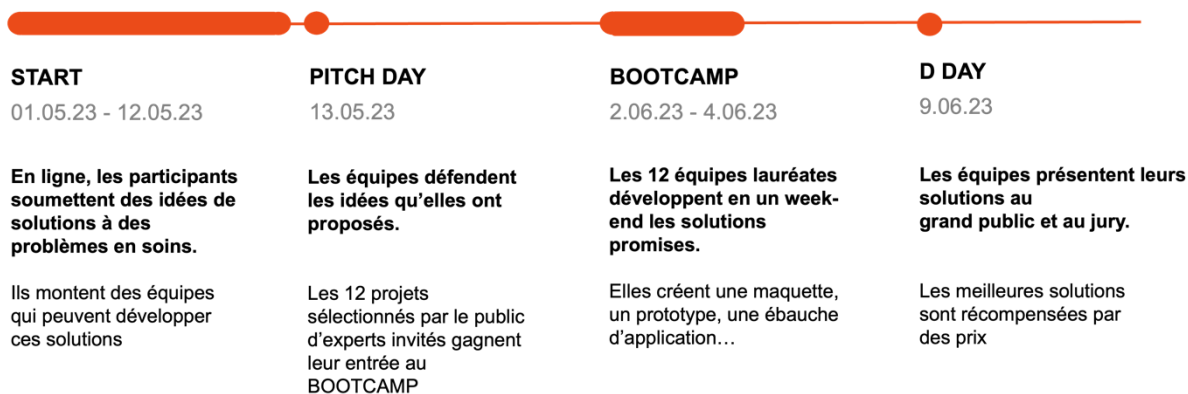 START
01.05.23 - 12.05.23
En ligne, les participants
soumettent des idées de
solutions à des
problèmes en soins.
Ils montent des équipes
qui peuvent développer
ces solutions
PITCH DAY
13.05.23
Les équipes défendent
les idées qu’elles ont
proposés.
Les 12 projets
sélectionnés par le public
d’experts invités gagnent
leur entrée au
BOOTCAMP
BOOTCAMP
2.06.23 - 4.06.23
Les 12 équipes lauréates
développent en un week-
end les solutions
promises.
Elles créent une maquette,
un prototype, une ébauche
d’application…
D DAY
9.06.23
Les équipes présentent leurs
solutions au
grand public et au jury.
Les meilleures solutions
sont récompensées par
des prix